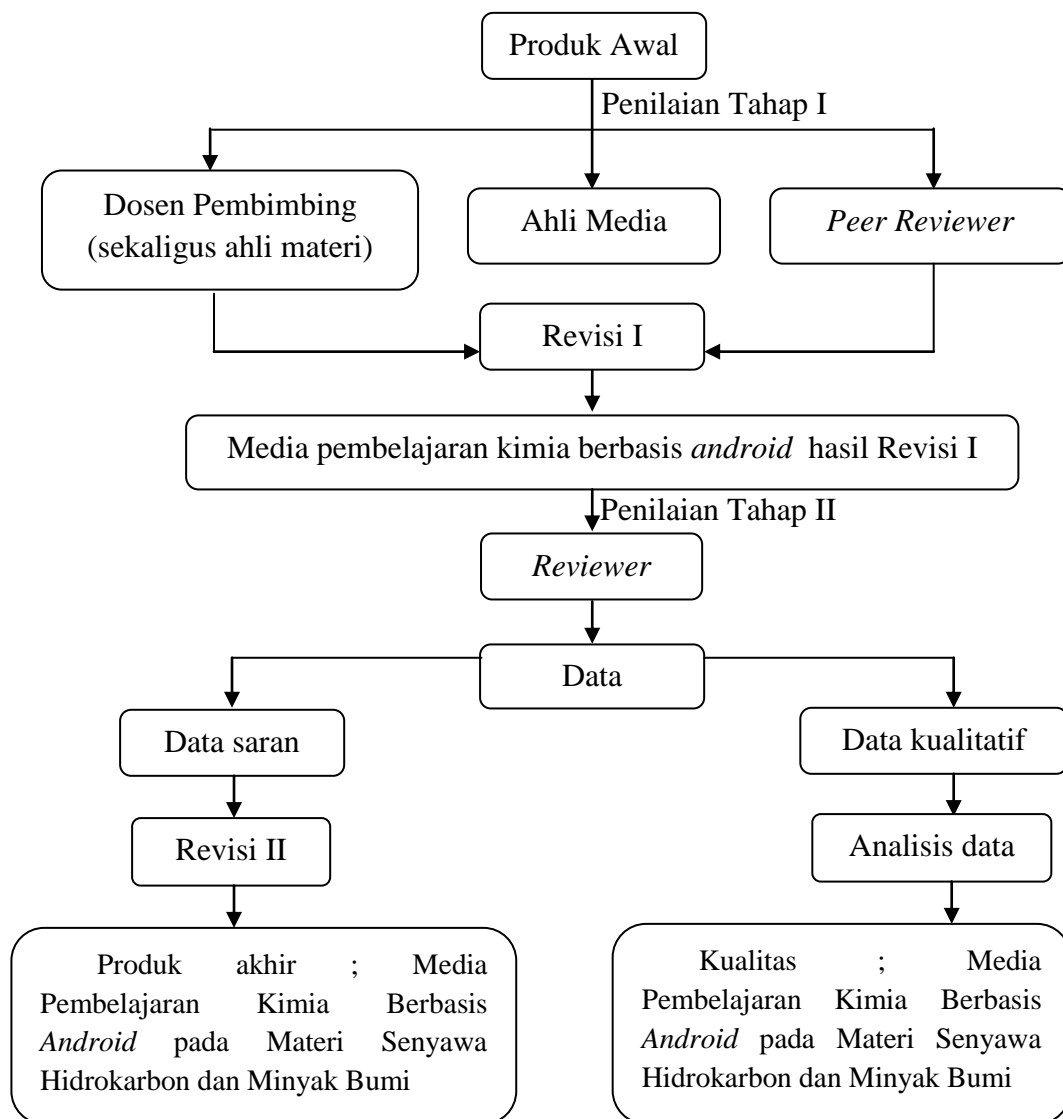 Produk Awal
Penilaian Tahap I
Dosen Pembimbing
(sekaligus ahli materi)
Ahli Media
Peer Reviewer
Revisi I
Media pembelajaran kimia berbasis android hasil Revisi I
Penilaian Tahap II
Reviewer
Data
Data saran
Data kualitatif
Revisi II
Analisis data
Produk akhir ; Media
Pembelajaran Kimia Berbasis
Android pada Materi Senyawa
Hidrokarbon dan Minyak Bumi
Kualitas ; Media
Pembelajaran Kimia Berbasis
Android pada Materi Senyawa
Hidrokarbon dan Minyak Bumi